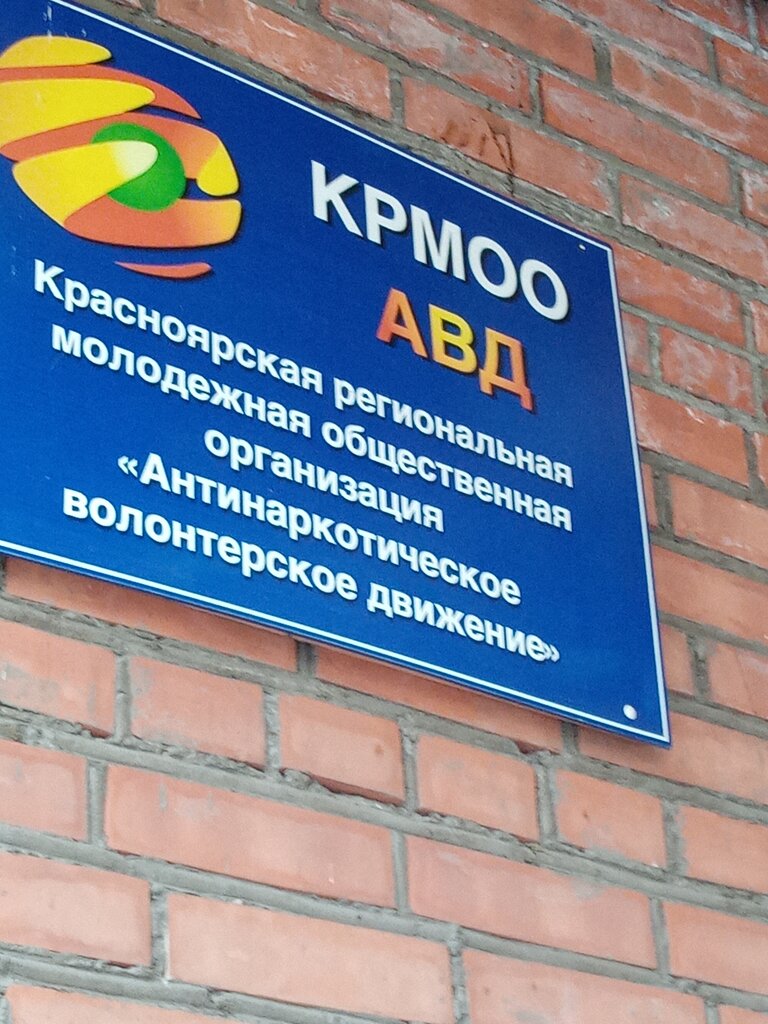 КРМОО
АВД
Красноярская региональная
молодежная общественная
организация
«Антинаркотическое
волонтерское движение»